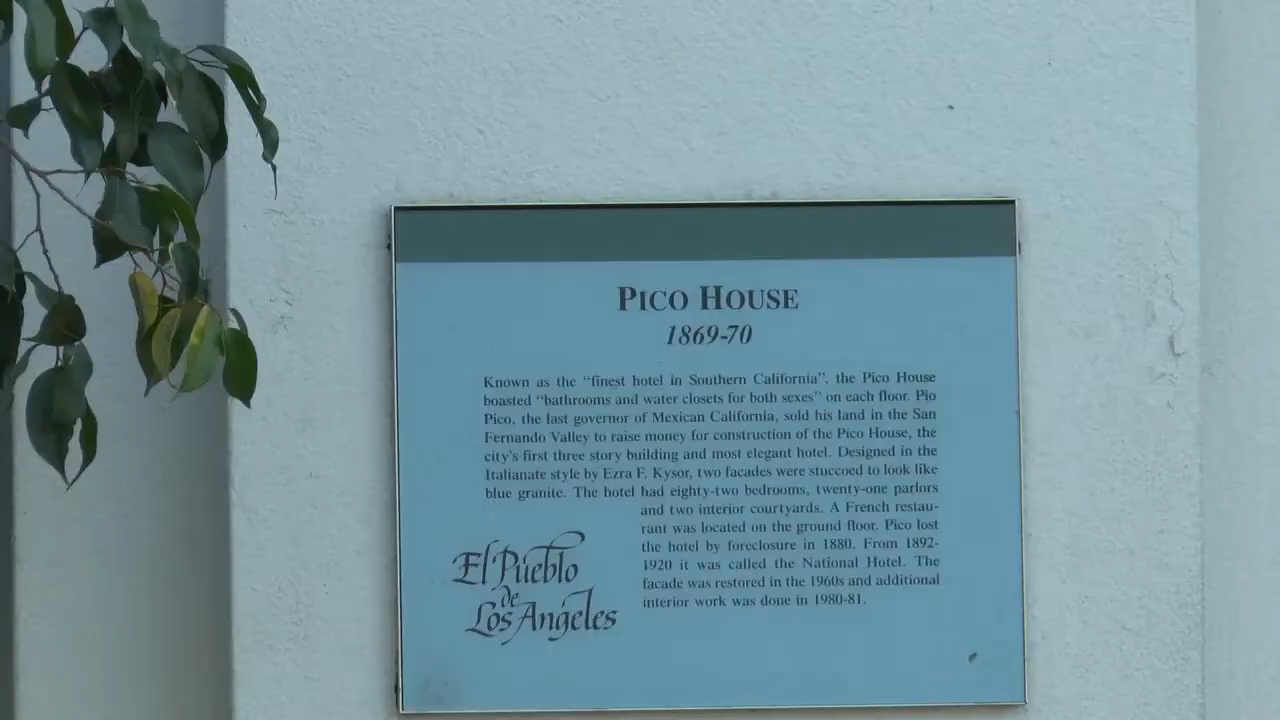 PICO HOUSE
1869-70
Known as the "finest hotel in Southern California", the Pico House
boasted "bathrooms and water closets for both sexes" on each floor. Pio
Pico, the last governor of Mexican California, sold his land in the San
Fernando Valley to raise money for construction of the Pico House, the
city's first three story building and most elegant hotel. Designed in the
Italianate style by Ezra F. Kysor, two facades were stuccoed to look like
blue granite. The hotel had eighty-two bedrooms, twenty-one parlors
and two interior courtyards. A French restau-
rant was located on the ground floor. Pico lost
the hotel by foreclosure in 1880. From 1892-
1920 it was called the National Hotel. The
facade was restored in the 1960s and additional
interior work was done in 1980-81.
El Pueblo
de
Los Angeles